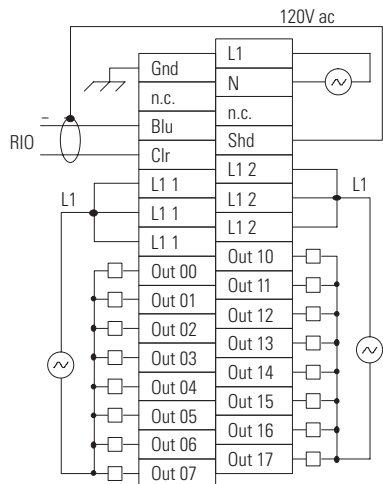 120V ac
L1
Gnd
N
n.c.
n.c.
Blu
Shd
RIO
Clr
L1 2
L1
L1 1
L1 2
L1
L1 1
L1 2
L1 1
Out 10
Out 00
Out 11
Out 01
Out 12
Out 02
Out 13
Out 03
Out 14
Out 04
Out 15
Out 05
Out 16
Out 06
Out 17
Out 07